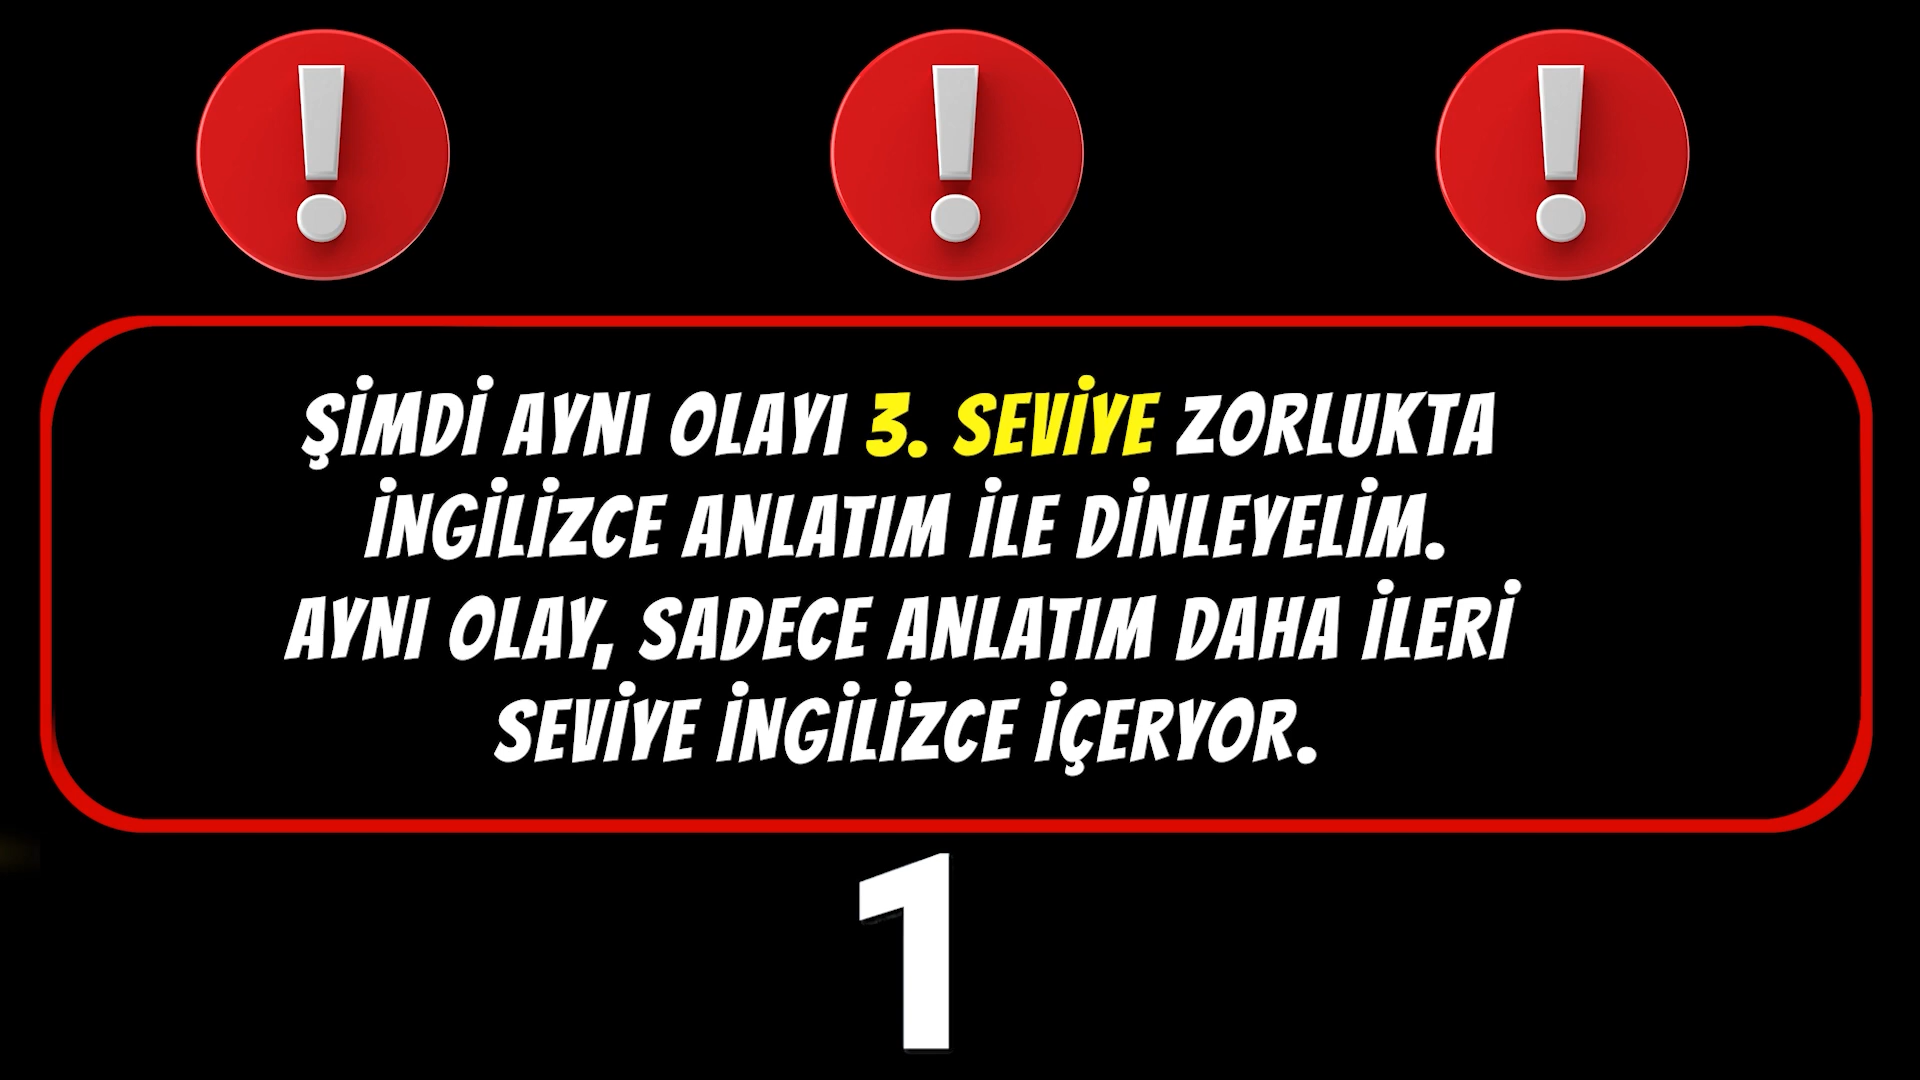 ŞİMDİ AYNI OLAYI 3. SEVİYE ZORLUKTA
İNGİLİZCE ANLATIM İLE DİNLEYELİM.
AYNI OLAY, SADECE ANLATIM DAHA İLERİ
SEVİYE İNGİLİZCE İÇERYOR.
1